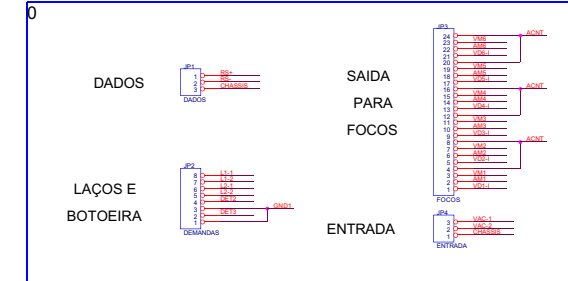 0
DADOS
JP1
1 RS+
2 RS-
3 CHASSIS
DADOS
LAÇOS E
BOTOEIRA
JP2
8 L1-1
7 L1-2
6 L2-1
5 L2-2
4 DET2
3 GND1
2 DET3
1
DEMANDAS
SAIDA
PARA
FOCOS
JP3
24 ACNT
23 VM6
22 AM6
21 VD6-I
20
19 VM5
18 AM5
17 VD5-I
16 ACNT
15 VM4
14 AM4
13 VD4-I
12
11 VM3
10 AM3
9 VD3-I
8 ACNT
7 VM2
6 AM2
5 VD2-I
4
3 VM1
2 AM1
1 VD1-I
FOCOS
ENTRADA
JP4
3 VAC-1
2 VAC-2
1 CHASSIS
ENTRADA